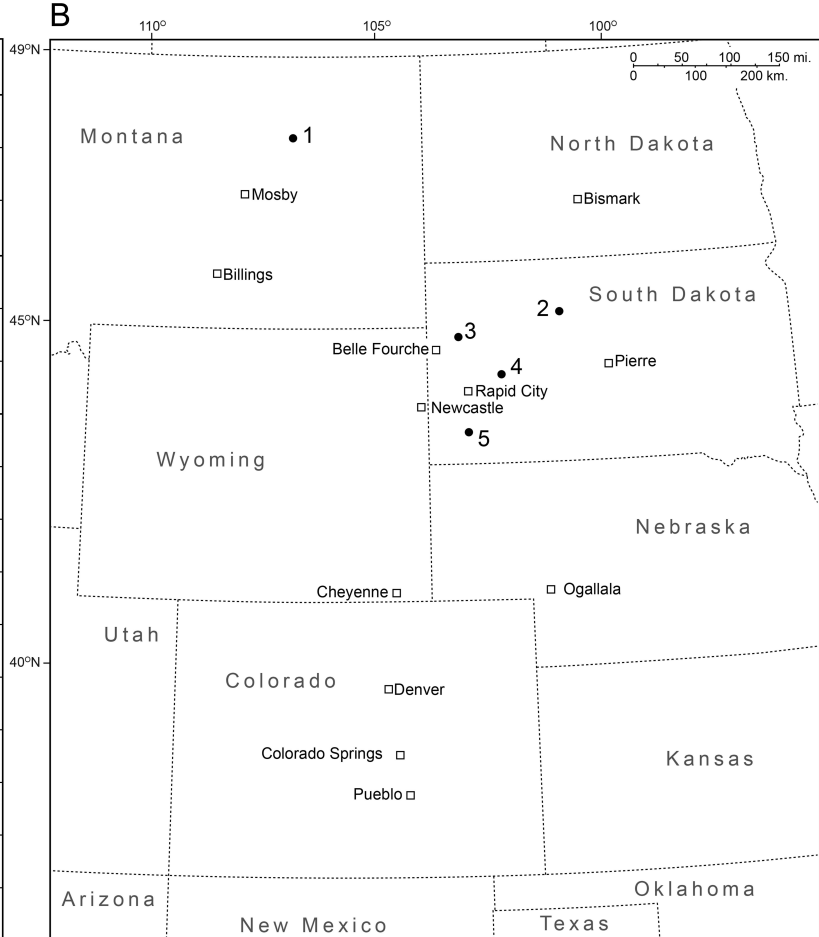 B
110° 105° 100°
49°N
0 50 100 150 mi.
0 100 200 km.
Montana
1
North Dakota
Mosby
Bismark
Billings
South Dakota
2
45°N
3
Belle Fourche
Pierre
4
Rapid City
Newcastle
5
Wyoming
Nebraska
Cheyenne
Ogallala
Utah
40°N
Colorado
Denver
Colorado Springs
Kansas
Pueblo
Arizona
Oklahoma
New Mexico
Texas